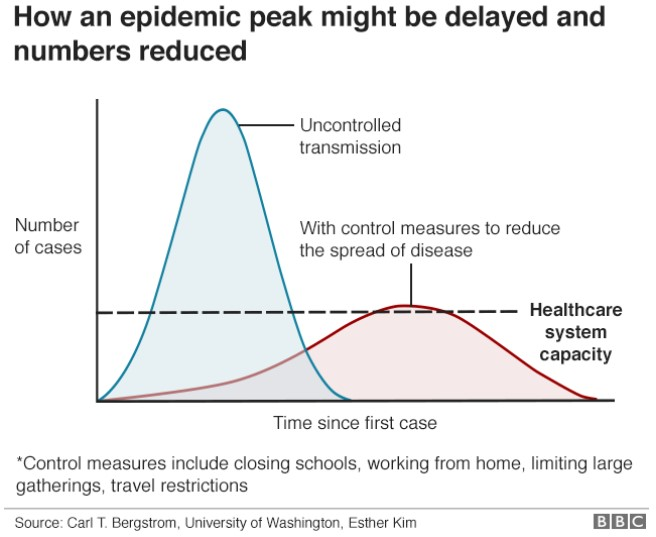 How an epidemic peak might be delayed and
numbers reduced
Uncontrolled
transmission
Number
of cases
With control measures to reduce
the spread of disease
Healthcare
system
capacity
Time since first case
*Control measures include closing schools, working from home, limiting large
gatherings, travel restrictions
Source: Carl T. Bergstrom, University of Washington, Esther Kim
BBC